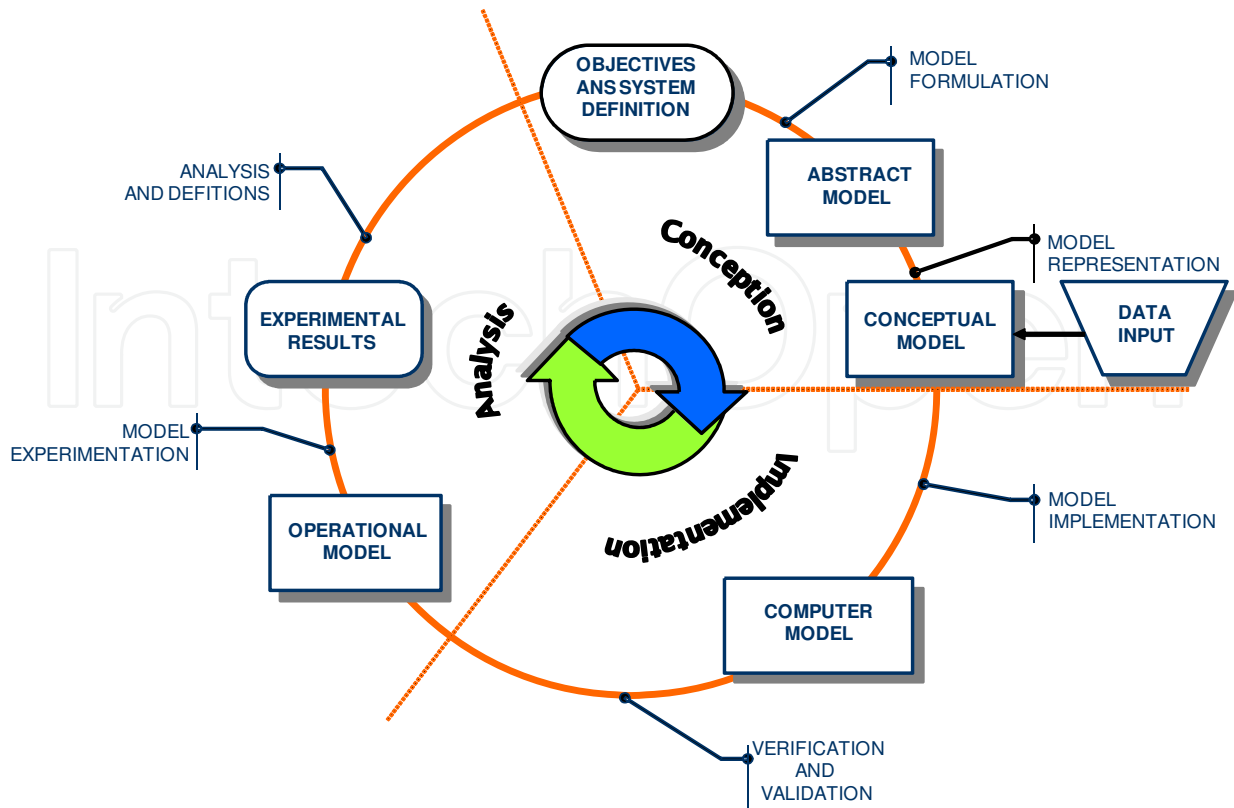 OBJECTIVES
ANS SYSTEM
DEFINITION
MODEL
FORMULATION
ABSTRACT
MODEL
MODEL
REPRESENTATION
CONCEPTUAL
MODEL
DATA
INPUT
Conception
Analysis
Implementation
ANALYSIS
AND DEFITIONS
EXPERIMENTAL
RESULTS
MODEL
EXPERIMENTATION
OPERATIONAL
MODEL
MODEL
IMPLEMENTATION
COMPUTER
MODEL
VERIFICATION
AND
VALIDATION
IntechOpen